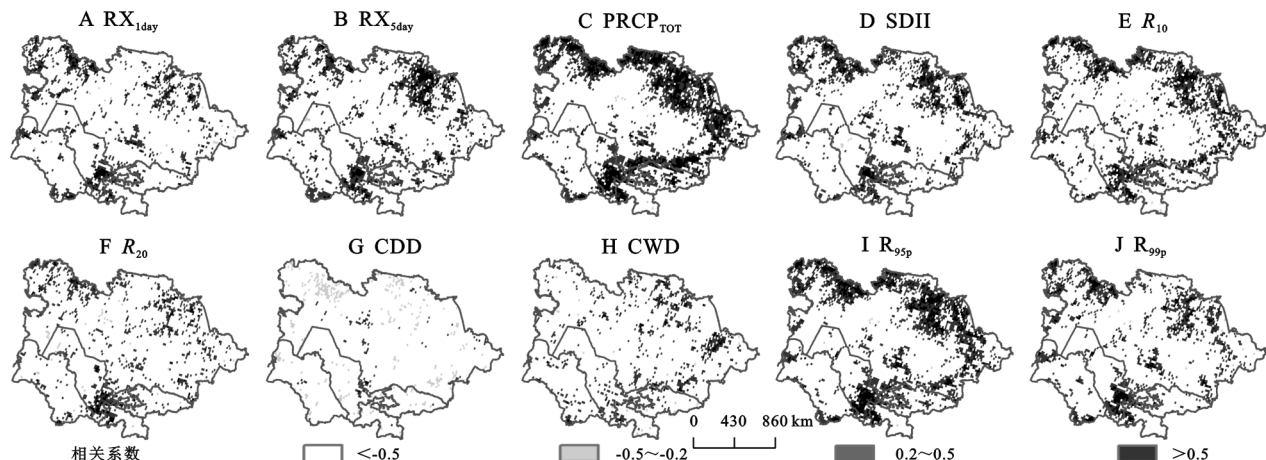 A RX1day
B RX5day
C PRCPTOT
D SDII
E R10
F R20
G CDD
H CWD
I R95p
J R99p
0 430 860 km
相关系数
<-0.5
-0.5～-0.2
0.2～0.5
＞0.5